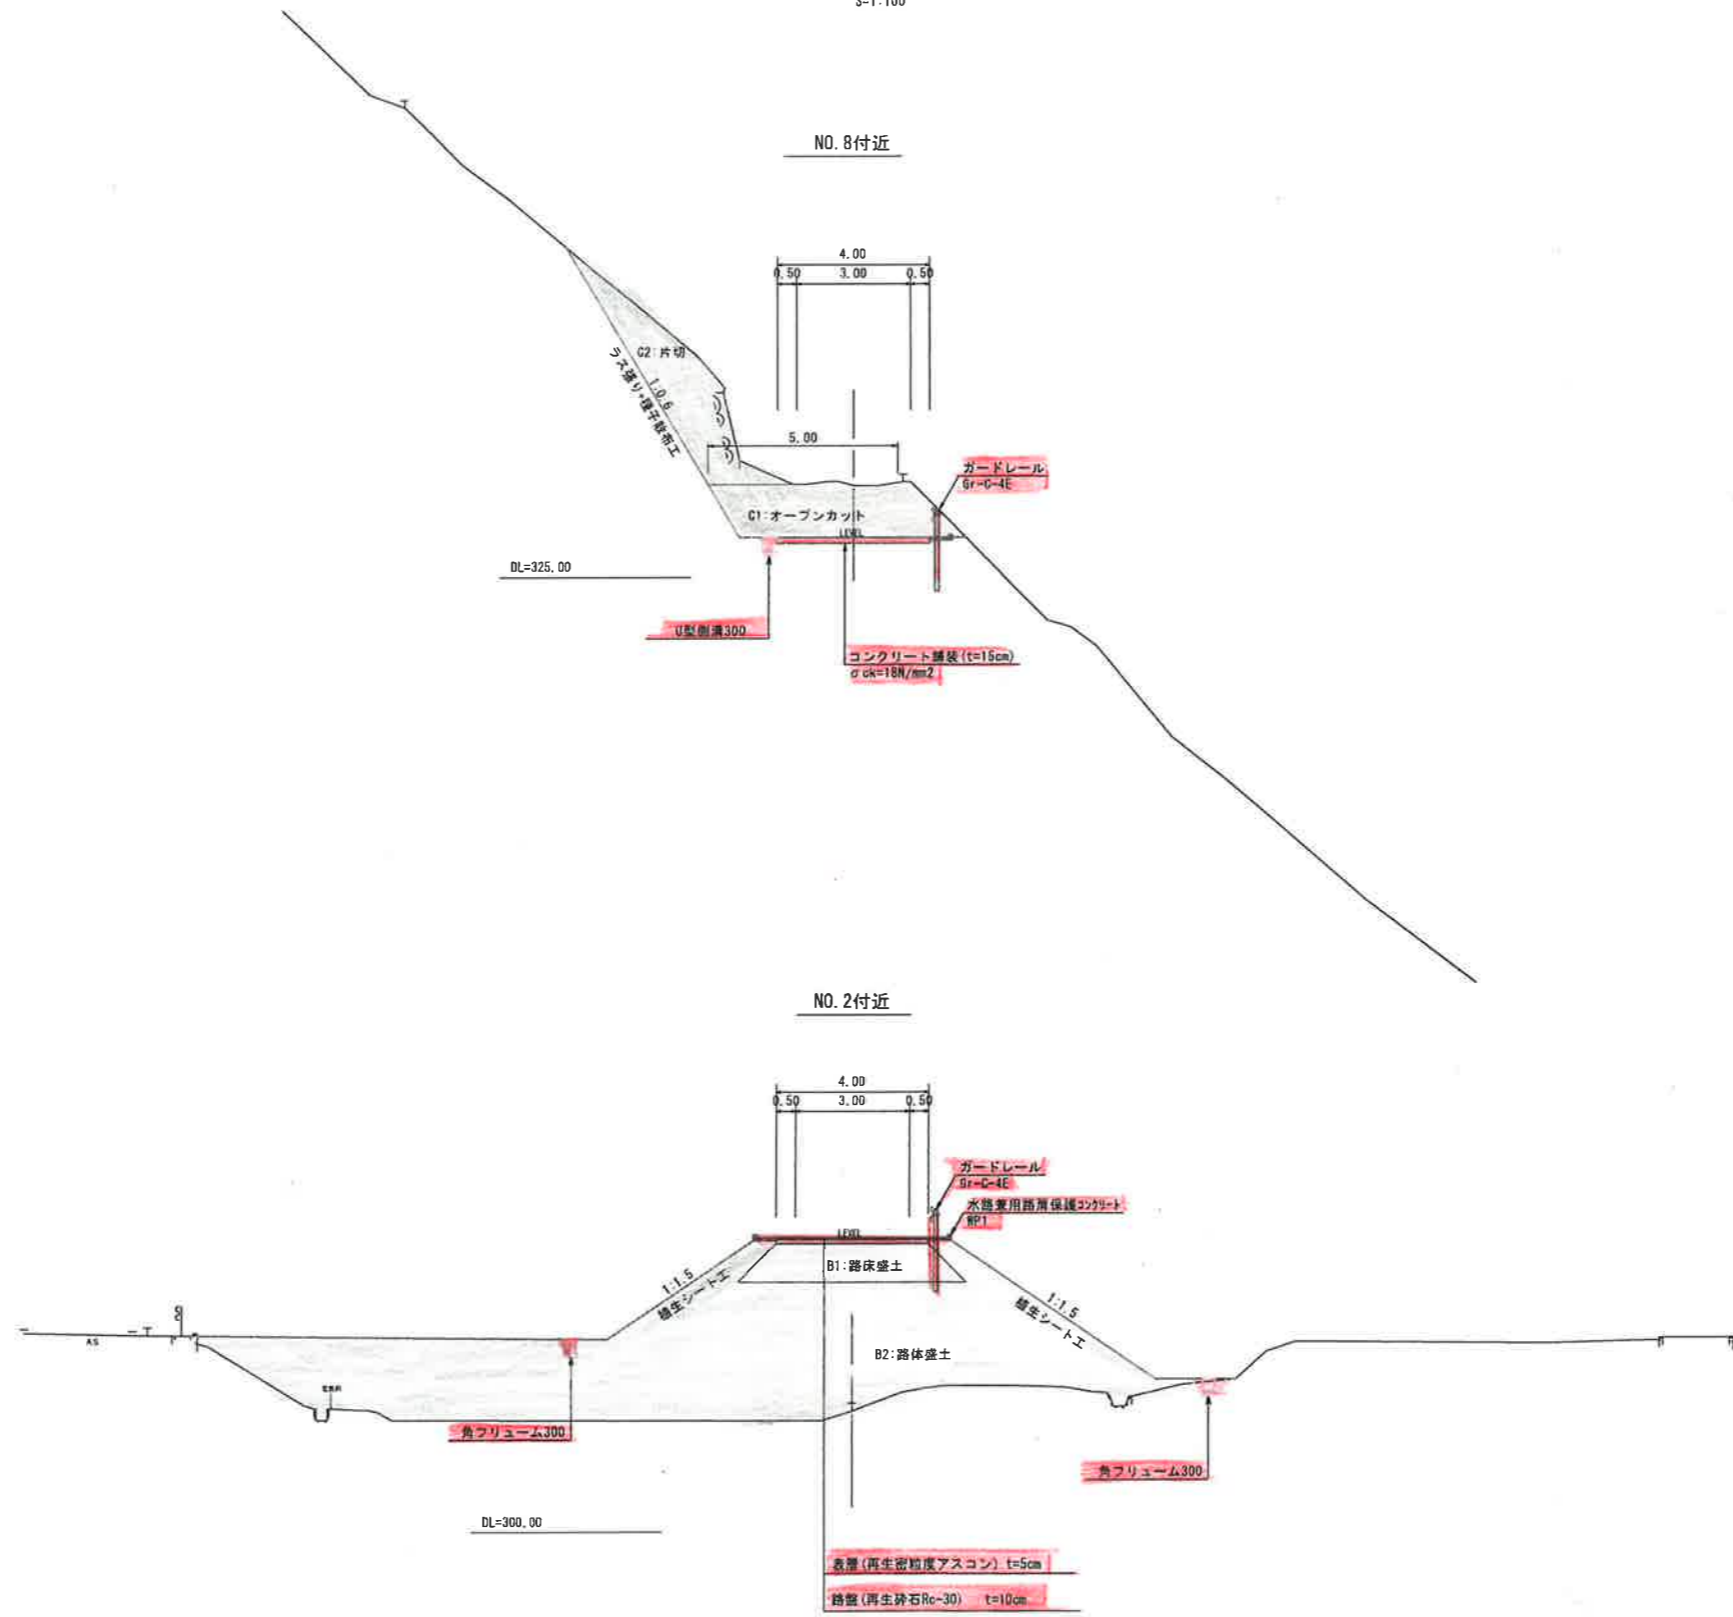 S=1:100
NO.8付近
4.00
0.50 3.00 0.50
C2:片切
1:0.6
ラス張り+種子散布工
5.00
ガードレール
Gr-C-4E
C1:オープンカット
LEVEL
DL=325.00
U型側溝300
コンクリート舗装(t=15cm)
σck=18N/mm2
NO.2付近
4.00
0.50 3.00 0.50
ガードレール
Gr-C-4E
水路兼用路肩保護コンクリート
RP1
LEVEL
B1:路床盛土
1:1.5
植生シート工
1:1.5
植生シート工
AS
B2:路体盛土
角フリューム300
角フリューム300
DL=300.00
表層(再生密粒度アスコン) t=5cm
路盤(再生砕石Rc-30) t=10cm